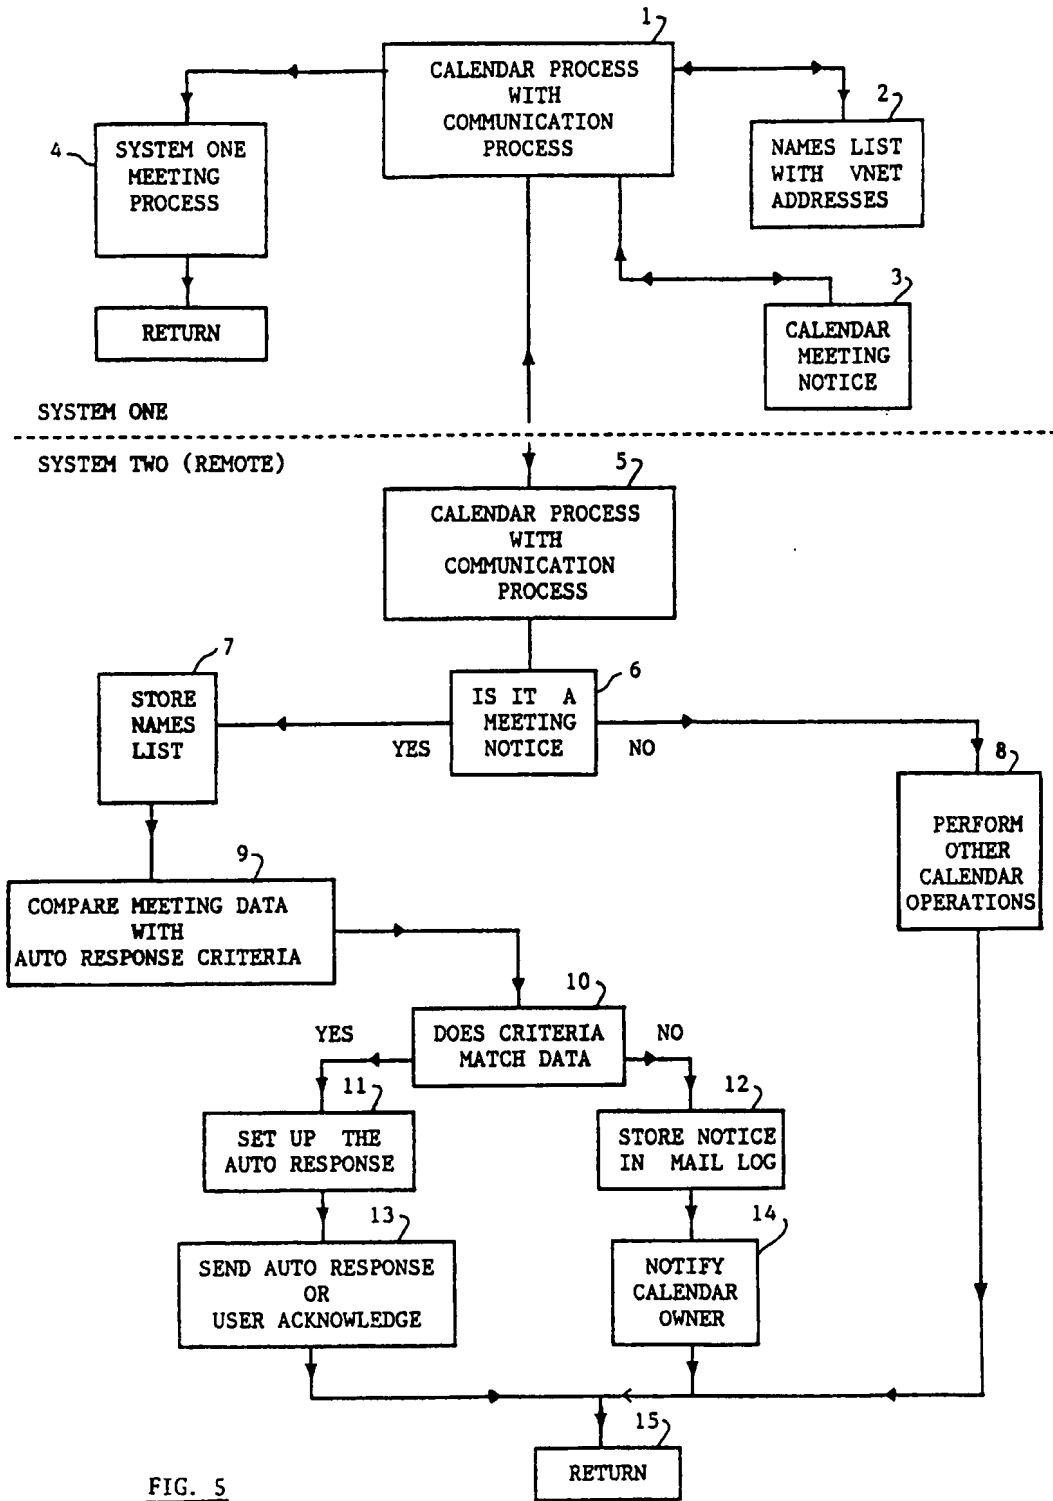 1
CALENDAR PROCESS
WITH
COMMUNICATION
PROCESS
2
NAMES LIST
WITH VNET
ADDRESSES
4
SYSTEM ONE
MEETING
PROCESS
3
CALENDAR
MEETING
NOTICE
RETURN
SYSTEM ONE
SYSTEM TWO (REMOTE)
5
CALENDAR PROCESS
WITH
COMMUNICATION
PROCESS
7
STORE
NAMES
LIST
6
IS IT A
MEETING
NOTICE
YES
NO
8
PERFORM
OTHER
CALENDAR
OPERATIONS
9
COMPARE MEETING DATA
WITH
AUTO RESPONSE CRITERIA
10
DOES CRITERIA
MATCH DATA
YES
NO
11
SET UP THE
AUTO RESPONSE
12
STORE NOTICE
IN MAIL LOG
13
SEND AUTO RESPONSE
OR
USER ACKNOWLEDGE
14
NOTIFY
CALENDAR
OWNER
15
RETURN
FIG. 5